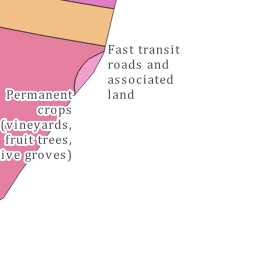 Fast transit
roads and
associated
land
Permanent
crops
(vineyards,
fruit trees,
ive groves)